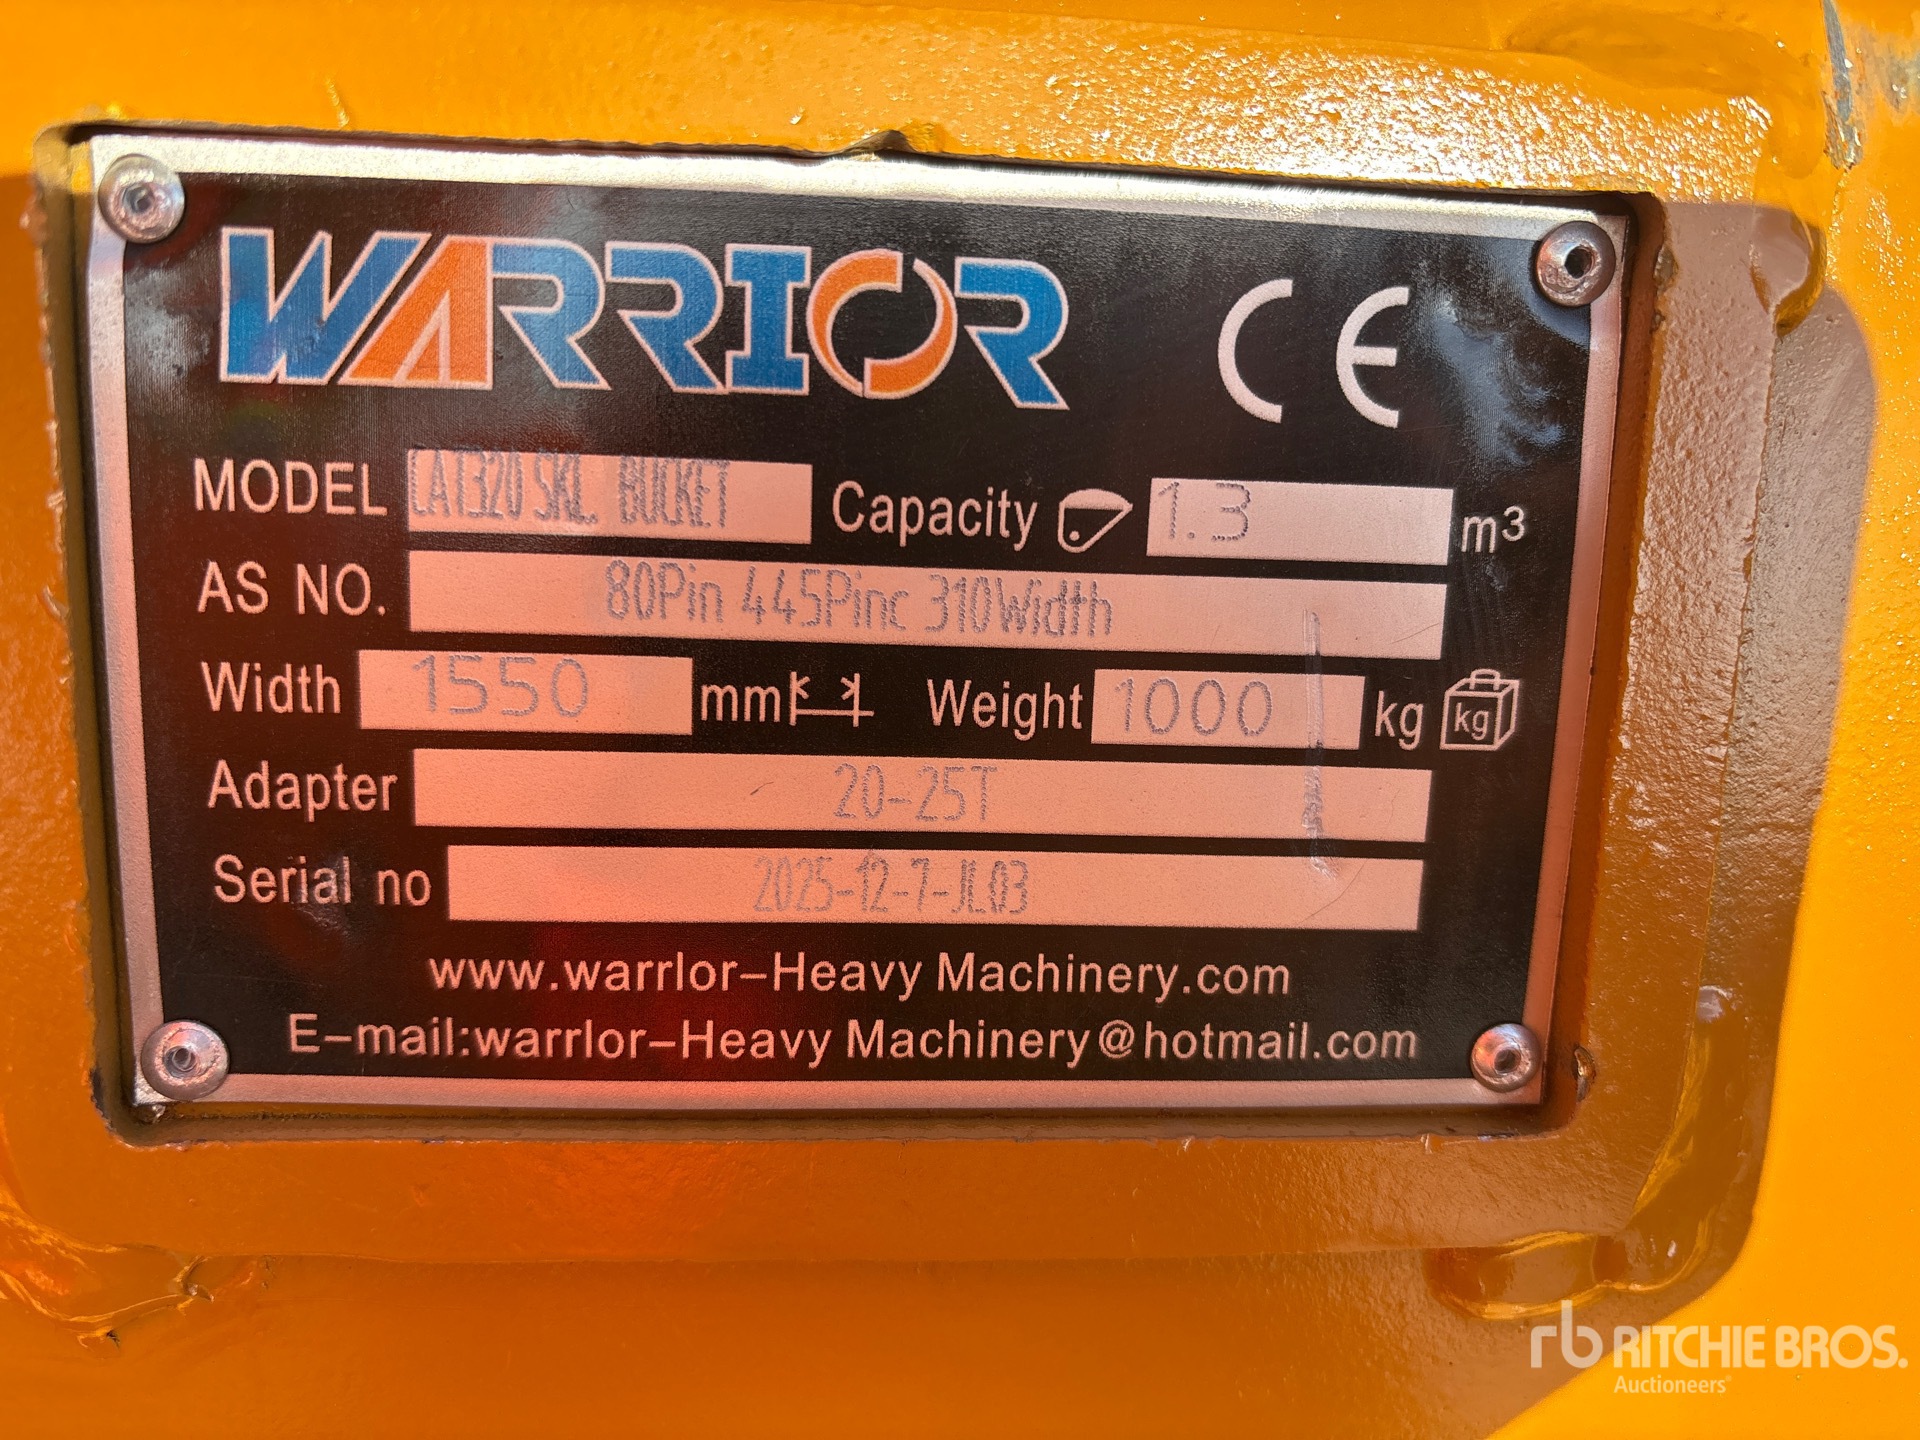 WARRIOR CE
MODEL CAT320 SKL BUCKET Capacity 1.3 m³
AS NO. 80Pin 445Pinc 310Width
Width 1550 mm Weight 1000 kg kg
Adapter 20-25T
Serial no 2025-12-7-JL03
www.warrlor-Heavy Machinery.com
E-mail:warrlor-Heavy Machinery@hotmail.com
rb RITCHIE BROS.
Auctioneers